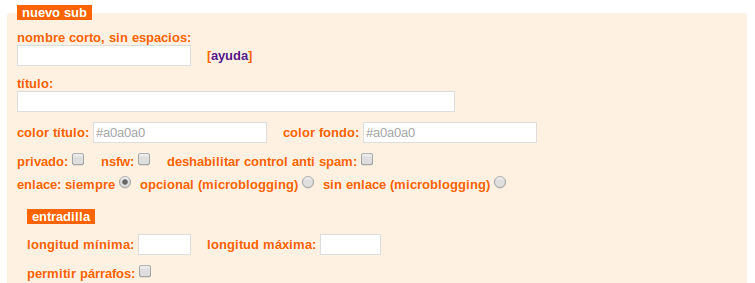 nuevo sub
nombre corto, sin espacios:
[ayuda]
título:
color título: #a0a0a0 color fondo: #a0a0a0
privado: nsfw: deshabilitar control anti spam:
enlace: siempre opcional (microblogging) sin enlace (microblogging)
entradilla
longitud mínima: longitud máxima:
permitir párrafos: